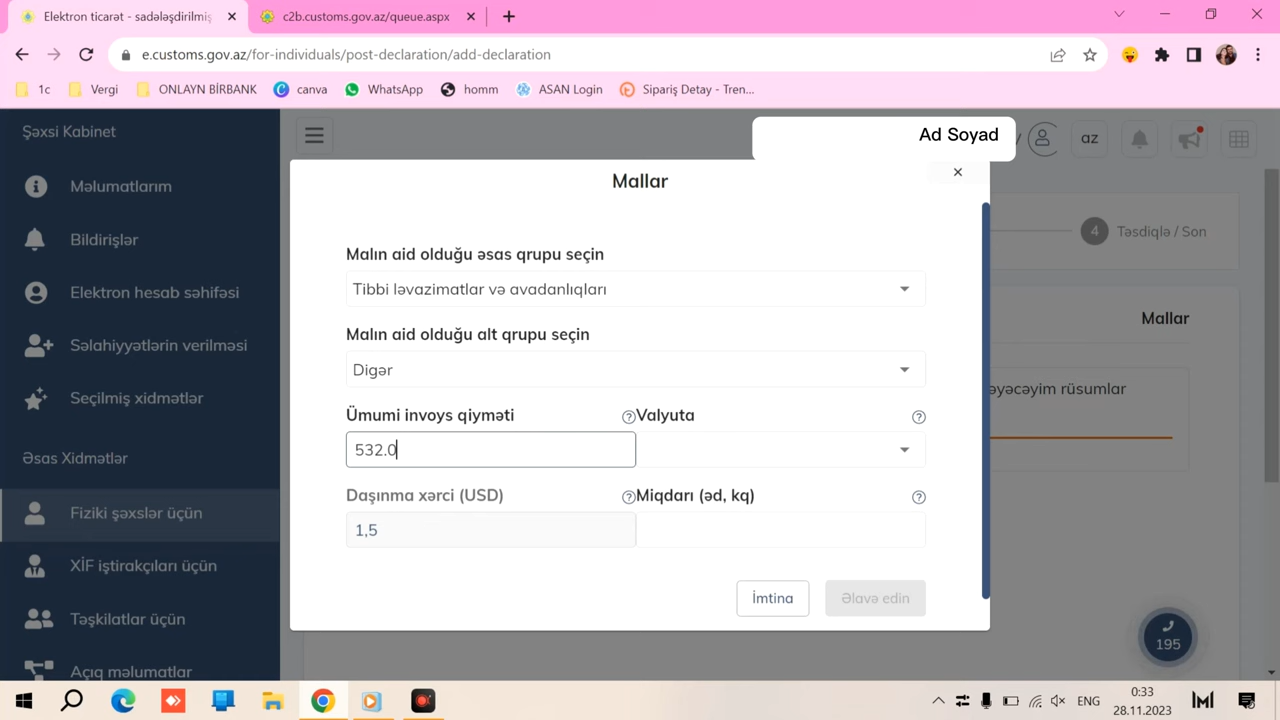 Elektron ticarət - sadələşdirilmiş
c2b.customs.gov.az/queue.aspx
e.customs.gov.az/for-individuals/post-declaration/add-declaration
1c
Vergi
ONLAYN BİRBANK
canva
WhatsApp
homm
ASAN Login
Sipariş Detay - Tren...
Şəxsi Kabinet
Məlumatlarım
Bildirişlər
Elektron hesab səhifəsi
Səlahiyyətlərin verilməsi
Seçilmiş xidmətlər
Əsas Xidmətlər
Fiziki şəxslər üçün
XİF iştirakçıları üçün
Təşkilatlar üçün
Açıq məlumatlar
Ad Soyad
az
4 Təsdiqlə / Son
Mallar
əyəcəyim rüsumlar
Mallar
Malın aid olduğu əsas qrupu seçin
Tibbi ləvazimatlar və avadanlıqları
Malın aid olduğu alt qrupu seçin
Digər
Ümumi invoys qiyməti
Valyuta
532.0
Daşınma xərci (USD)
Miqdarı (əd, kq)
1,5
İmtina
Əlavə edin
195
ENG
0:33
28.11.2023